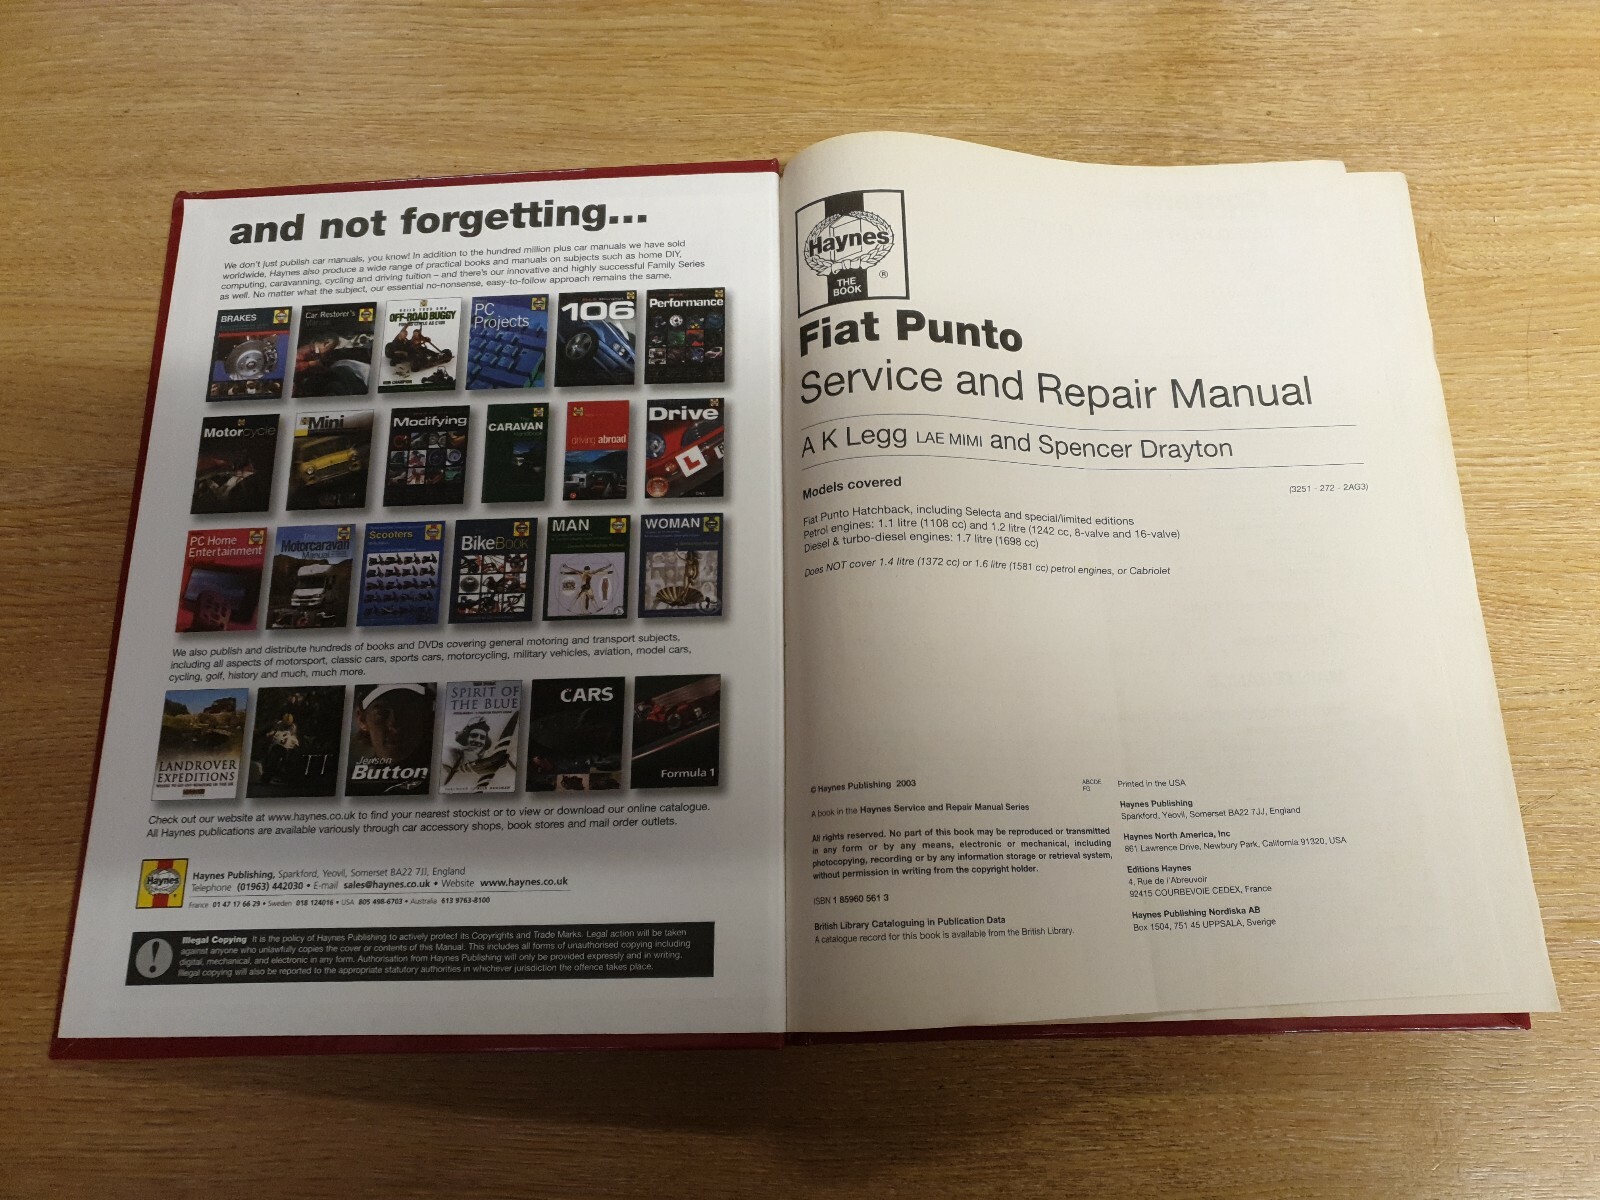 and not forgetting...
We don't just publish car manuals, you know! In addition to the hundred million plus car manuals we have sold
worldwide, Haynes also produce a wide range of practical books and manuals on subjects such as home DIY,
computing, caravanning, cycling and driving tuition – and there's our innovative and highly successful Family Series
as well. No matter what the subject, our essential no-nonsense, easy-to-follow approach remains the same.
BRAKES
Car Restorer's
BUILD YOUR OWN
OFF-ROAD BUGGY
PC
Projects
106
Performance
Motorcycle
Mini
Modifying
CARAVAN
driving abroad
Drive
L
PC Home
Entertainment
Motorcaravan
Manual
Scooters
BikeBook
MAN
WOMAN
We also publish and distribute hundreds of books and DVDs covering general motoring and transport subjects,
including all aspects of motorsport, classic cars, sports cars, motorcycling, military vehicles, aviation, model cars,
cycling, golf, history and much, much more.
LANDROVER
EXPEDITIONS
TT
Jenson
Button
SPIRIT OF
THE BLUE
CARS
Formula 1
Check out our website at www.haynes.co.uk to find your nearest stockist or to view or download our online catalogue.
All Haynes publications are available variously through car accessory shops, book stores and mail order outlets.
Haynes
Haynes Publishing, Sparkford, Yeovil, Somerset BA22 7JJ, England
Telephone (01963) 442030 • E-mail sales@haynes.co.uk • Website www.haynes.co.uk
France 01 47 17 66 29 • Sweden 018 124016 • USA 805 498-6703 • Australia 613 9763-8100
Illegal Copying It is the policy of Haynes Publishing to actively protect its Copyrights and Trade Marks. Legal action will be taken
against anyone who unlawfully copies the cover or contents of this Manual. This includes all forms of unauthorised copying including
digital, mechanical, and electronic in any form. Authorisation from Haynes Publishing will only be provided expressly and in writing.
Illegal copying will also be reported to the appropriate statutory authorities in whichever jurisdiction the offence takes place.
Haynes
®
THE
BOOK
Fiat Punto
Service and Repair Manual
A K Legg LAE MIMI and Spencer Drayton
Models covered
(3251 - 272 - 2AG3)
Fiat Punto Hatchback, including Selecta and special/limited editions
Petrol engines: 1.1 litre (1108 cc) and 1.2 litre (1242 cc, 8-valve and 16-valve)
Diesel & turbo-diesel engines: 1.7 litre (1698 cc)
Does NOT cover 1.4 litre (1372 cc) or 1.6 litre (1581 cc) petrol engines, or Cabriolet
© Haynes Publishing 2003
A book in the Haynes Service and Repair Manual Series
All rights reserved. No part of this book may be reproduced or transmitted
in any form or by any means, electronic or mechanical, including
photocopying, recording or by any information storage or retrieval system,
without permission in writing from the copyright holder.
ISBN 1 85960 561 3
British Library Cataloguing in Publication Data
A catalogue record for this book is available from the British Library.
ABCDE
Printed in the USA
Haynes Publishing
Sparkford, Yeovil, Somerset BA22 7JJ, England
Haynes North America, Inc
861 Lawrence Drive, Newbury Park, California 91320, USA
Editions Haynes
4, Rue de l'Abreuvoir
92415 COURBEVOIE CEDEX, France
Haynes Publishing Nordiska AB
Box 1504, 751 45 UPPSALA, Sverige